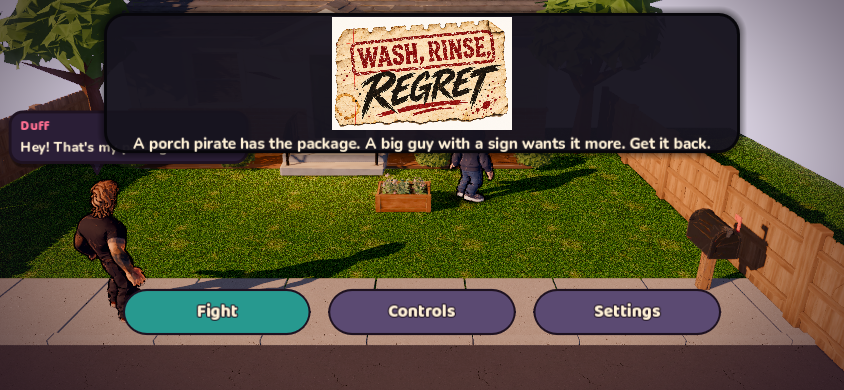 WASH, RINSE,
REGRET
A porch pirate has the package. A big guy with a sign wants it more. Get it back.
Duff
Hey! That's my
Fight
Controls
Settings